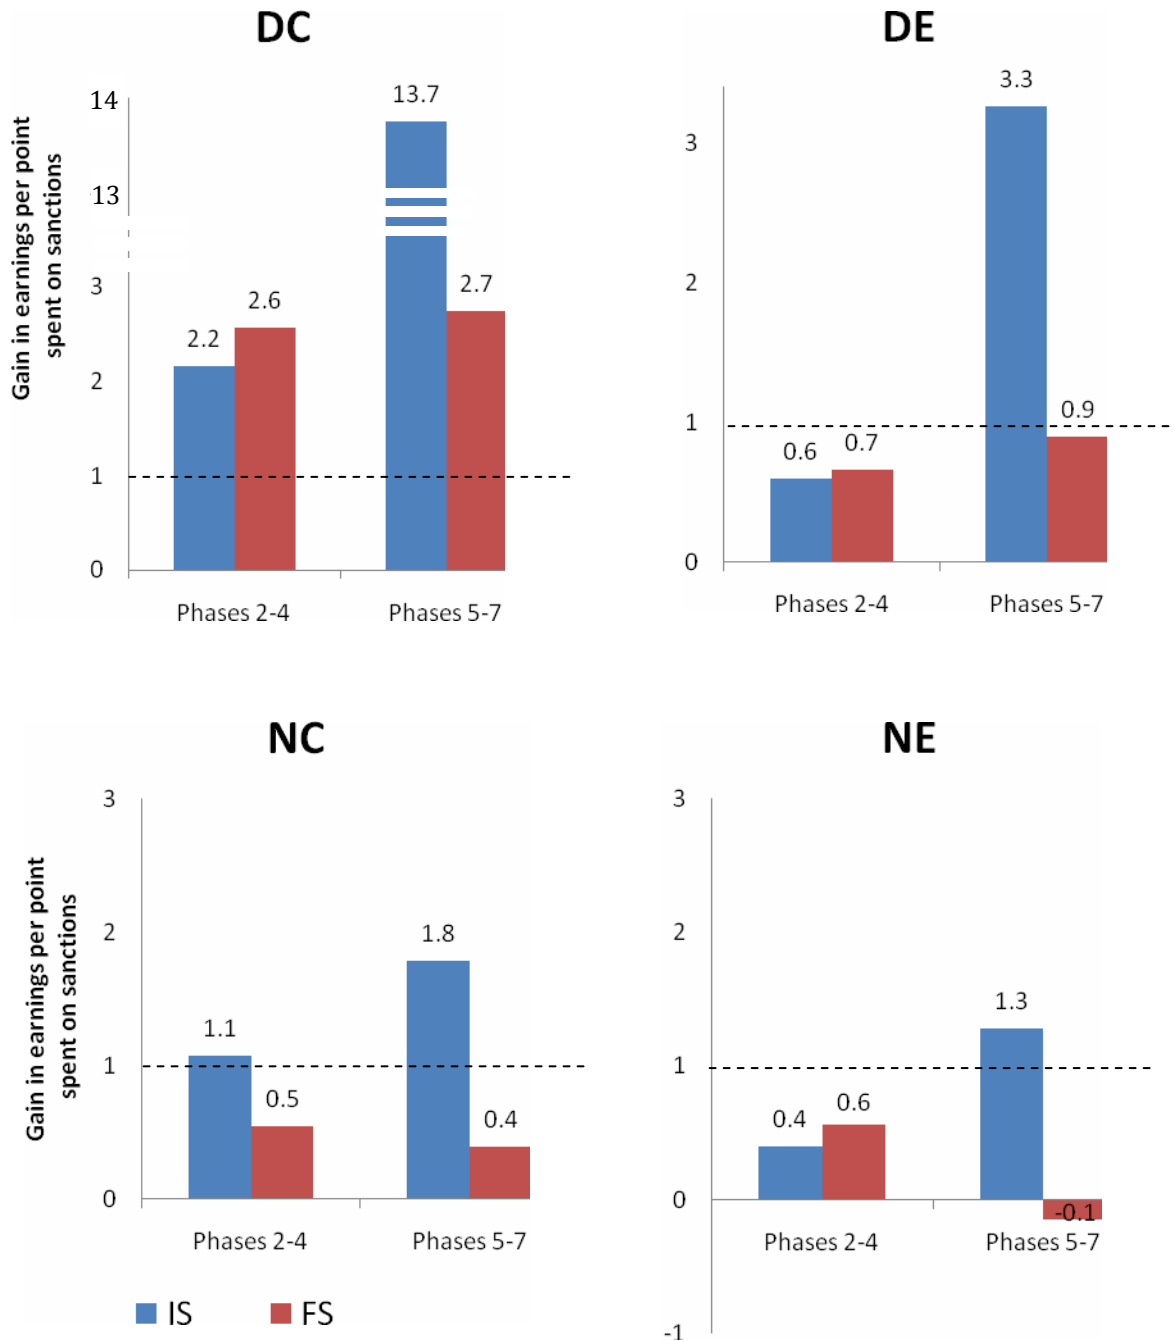 DC
Gain in earnings per point
spent on sanctions
14
13
3
2
1
0
2.2
2.6
13.7
2.7
Phases 2-4
Phases 5-7
DE
3
2
1
0
0.6
0.7
3.3
0.9
Phases 2-4
Phases 5-7
NC
Gain in earnings per point
spent on sanctions
3
2
1
0
1.1
0.5
1.8
0.4
Phases 2-4
Phases 5-7
NE
3
2
1
0
-1
0.4
0.6
1.3
-0.1
Phases 2-4
Phases 5-7
IS
FS